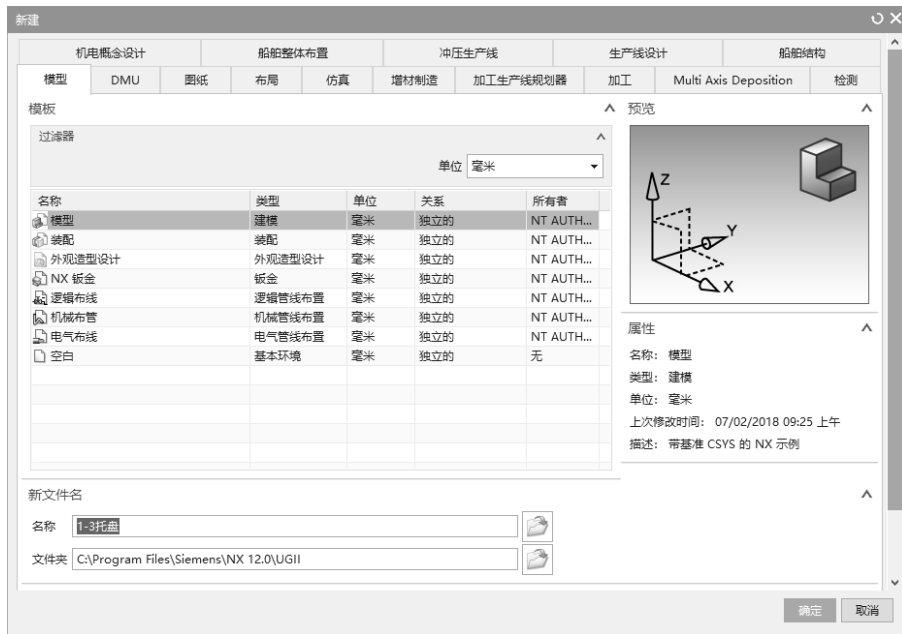 新建
机电概念设计 船舶整体布置 冲压生产线 生产线设计 船舶结构
模型 DMU 图纸 布局 仿真 增材制造 加工生产线规划器 加工 Multi Axis Deposition 检测
模板
过滤器
单位 毫米
名称 类型 单位 关系 所有者
模型 建模 毫米 独立的 NT AUTH...
装配 装配 毫米 独立的 NT AUTH...
外观造型设计 外观造型设计 毫米 独立的 NT AUTH...
NX 钣金 钣金 毫米 独立的 NT AUTH...
逻辑布线 逻辑管线布置 毫米 独立的 NT AUTH...
机械布管 机械管线布置 毫米 独立的 NT AUTH...
电气布线 电气管线布置 毫米 独立的 NT AUTH...
空白 基本环境 毫米 独立的 无
预览
Z
Y
X
属性
名称: 模型
类型: 建模
单位: 毫米
上次修改时间: 07/02/2018 09:25 上午
描述: 带基准 CSYS 的 NX 示例
新文件名
名称 1-3托盘
文件夹 C:\Program Files\Siemens\NX 12.0\UGII
确定 取消